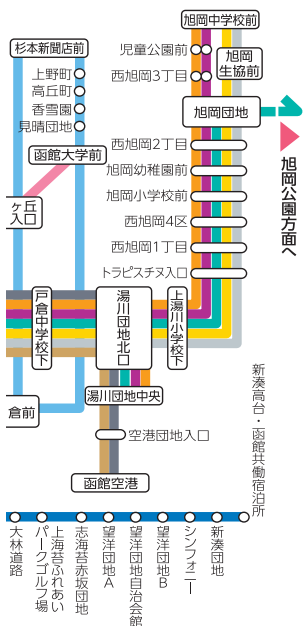 旭岡中学校前
杉本新聞店前
児童公園前
旭岡
生協前
上野町
西旭岡3丁目
高丘町
香雪園
旭岡団地
見晴団地
西旭岡2丁目
函館大学前
旭岡幼稚園前
旭岡公園方面へ
旭岡小学校前
ヶ丘
入口
西旭岡4区
西旭岡1丁目
トラピスチヌ入口
戸倉中学校下
湯川団地北口
上湯川小学校下
湯川団地中央
倉前
空港団地入口
函館空港
新湊高台・函館共働宿泊所
大林道路
上海苔ふれあい
パークゴルフ場
志海苔赤坂団地
望洋団地A
望洋団地自治会館
望洋団地B
シンフォニー
新湊団地